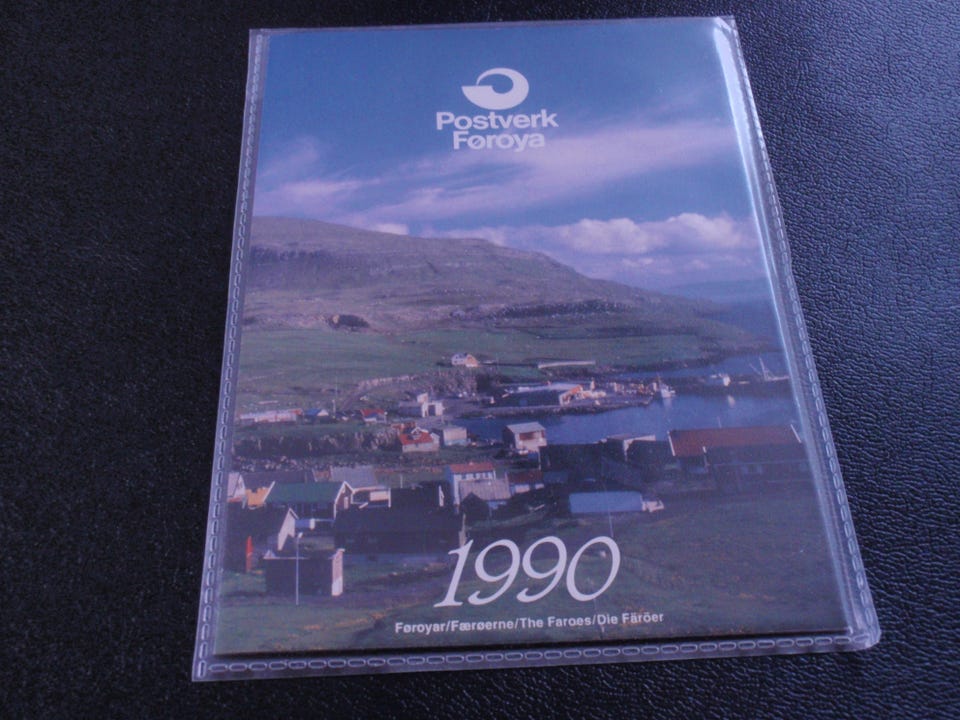 Postverk
Føroya
1990
Føroyar/Færøerne/The Faroes/Die Färöer